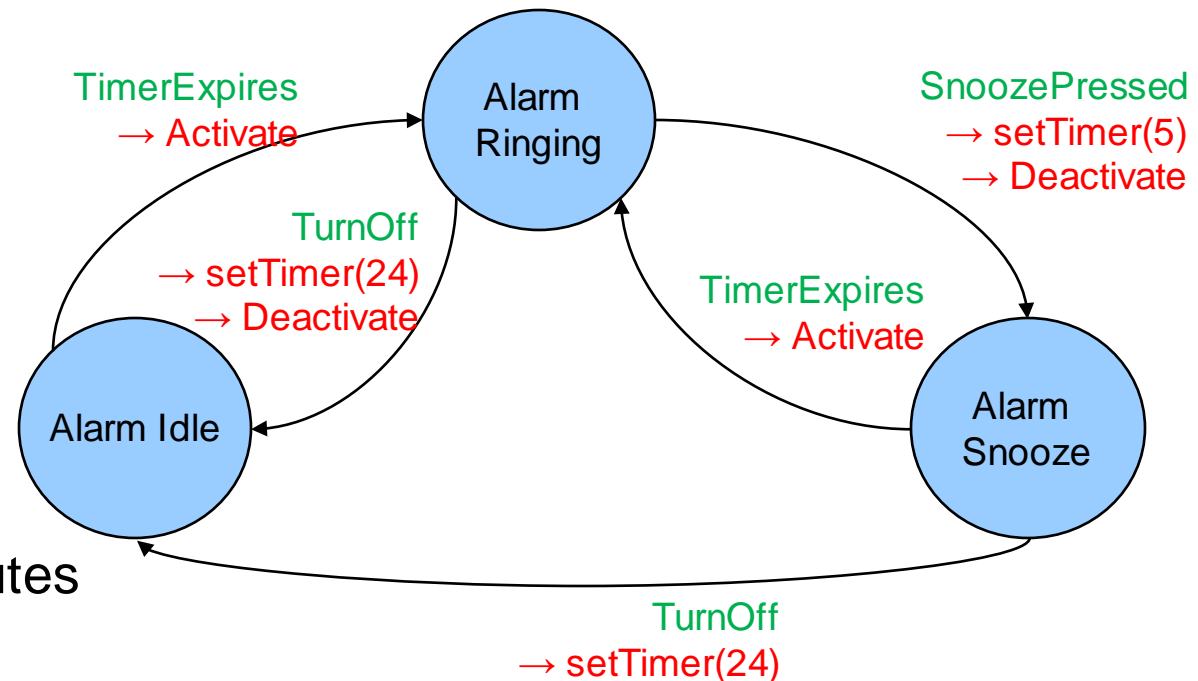 TimerExpires
→ Activate
Alarm
Ringing
SnoozePressed
→ setTimer(5)
→ Deactivate
TurnOff
→ setTimer(24)
→ Deactivate
TimerExpires
→ Activate
Alarm Idle
Alarm
Snooze
utes
TurnOff
→ setTimer(24)